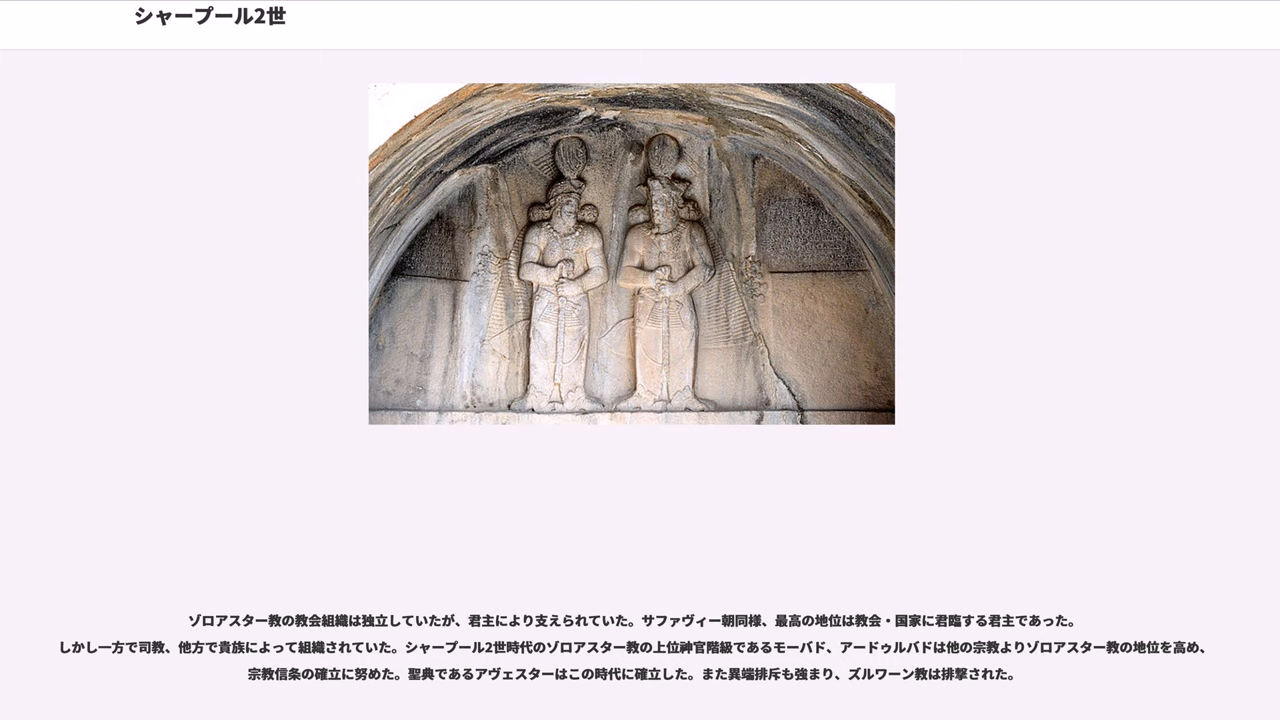 シャープール2世
ゾロアスター教の教会組織は独立していたが、君主により支えられていた。サファヴィー朝同様、最高の地位は教会・国家に君臨する君主であった。
しかし一方で司教、他方で貴族によって組織されていた。シャープール2世時代のゾロアスター教の上位神官階級であるモーバド、アードゥルバドは他の宗教よりゾロアスター教の地位を高め、
宗教信条の確立に努めた。聖典であるアヴェスターはこの時代に確立した。また異端排斥も強まり、ズルワーン教は排撃された。